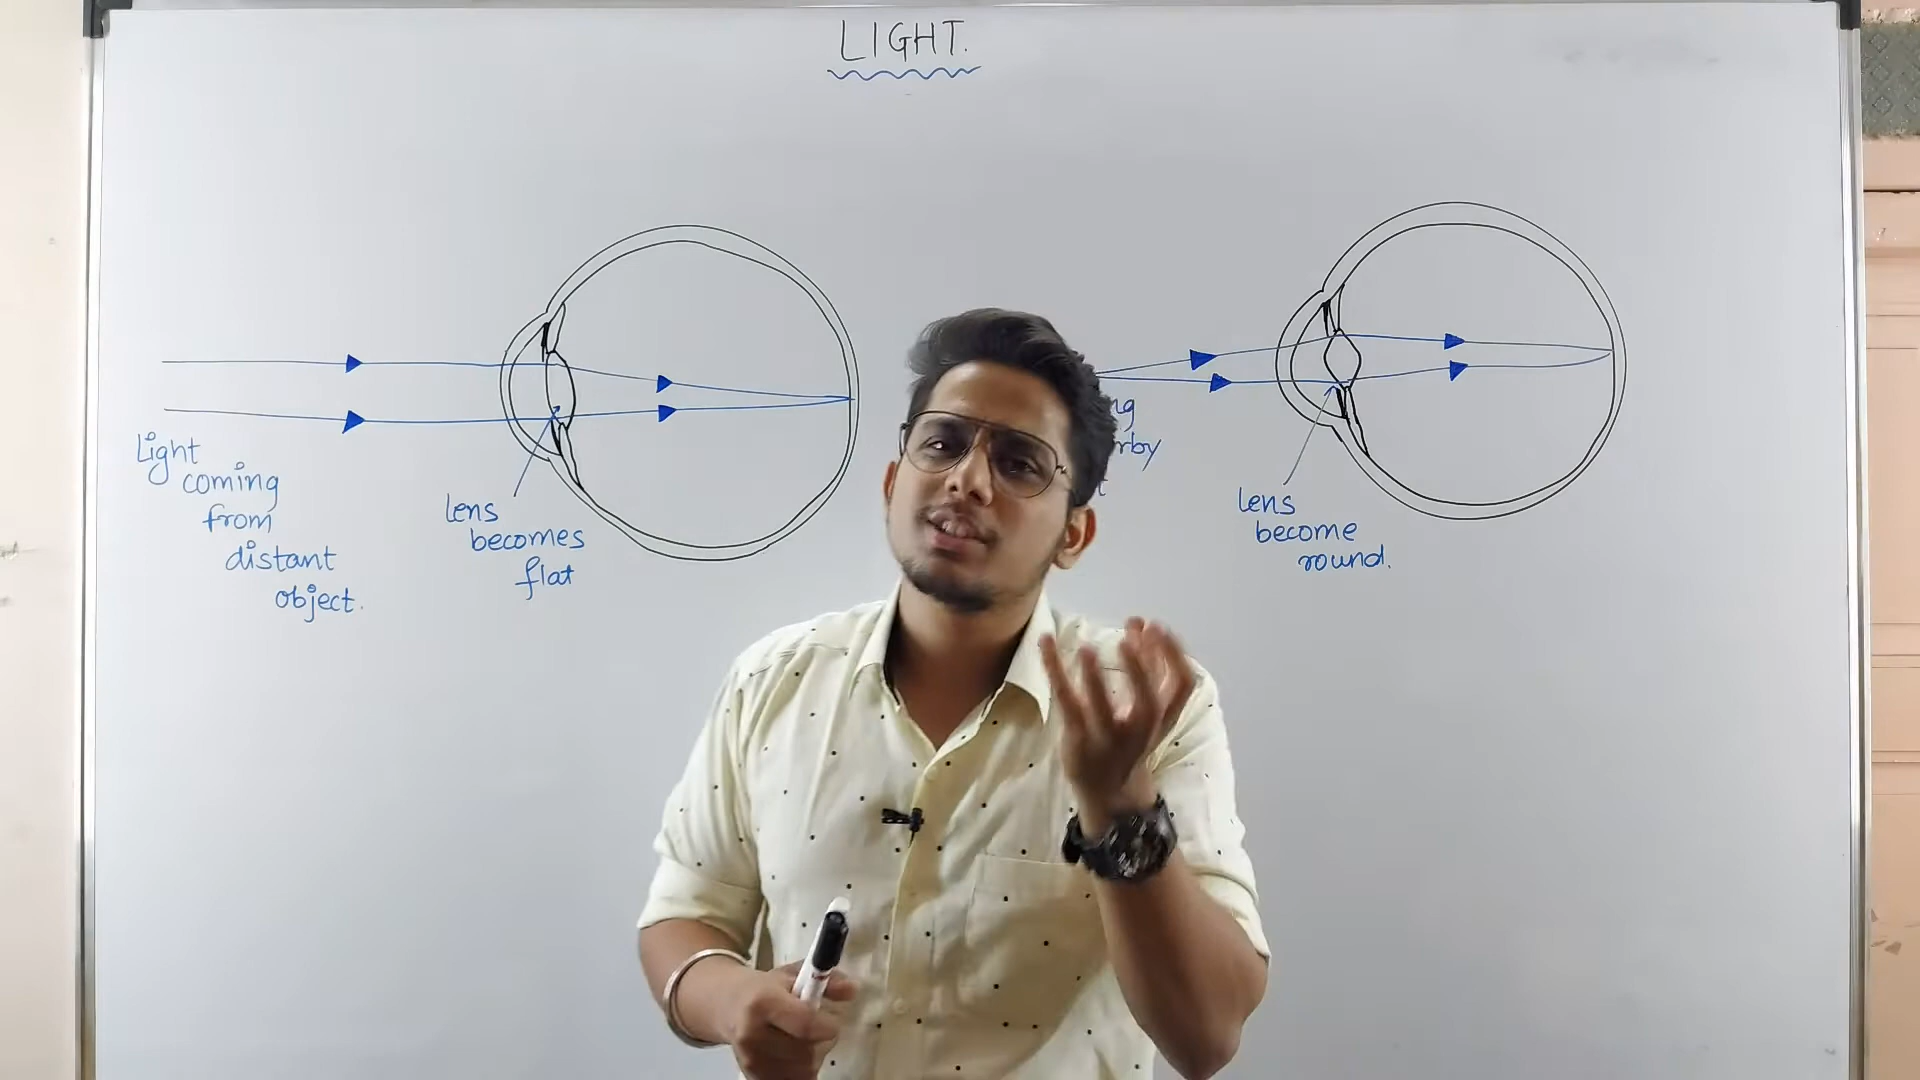 LIGHT.
Light
coming
from
distant
object.
lens
becomes
flat
lens
become
round.